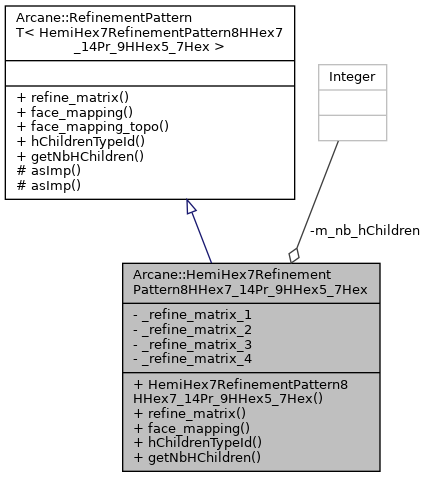 Arcane::RefinementPattern
T< HemiHex7RefinementPattern8HHex7
_14Pr_9HHex5_7Hex >
+ refine_matrix()
+ face_mapping()
+ face_mapping_topo()
+ hChildrenTypeId()
+ getNbHChildren()
# asImp()
# asImp()
Integer
-m_nb_hChildren
Arcane::HemiHex7Refinement
Pattern8HHex7_14Pr_9HHex5_7Hex
- _refine_matrix_1
- _refine_matrix_2
- _refine_matrix_3
- _refine_matrix_4
+ HemiHex7RefinementPattern8
HHex7_14Pr_9HHex5_7Hex()
+ refine_matrix()
+ face_mapping()
+ hChildrenTypeId()
+ getNbHChildren()